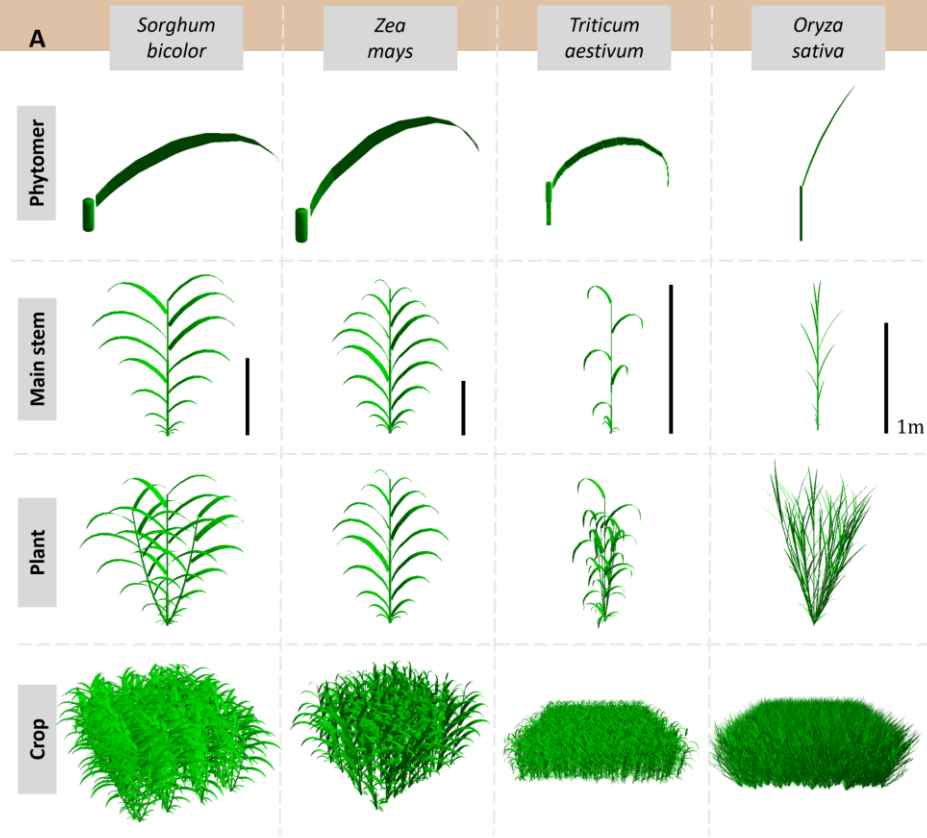 A
Sorghum
bicolor
Zea
mays
Triticum
aestivum
Oryza
sativa
Phytomer
Main stem
1m
Plant
Crop